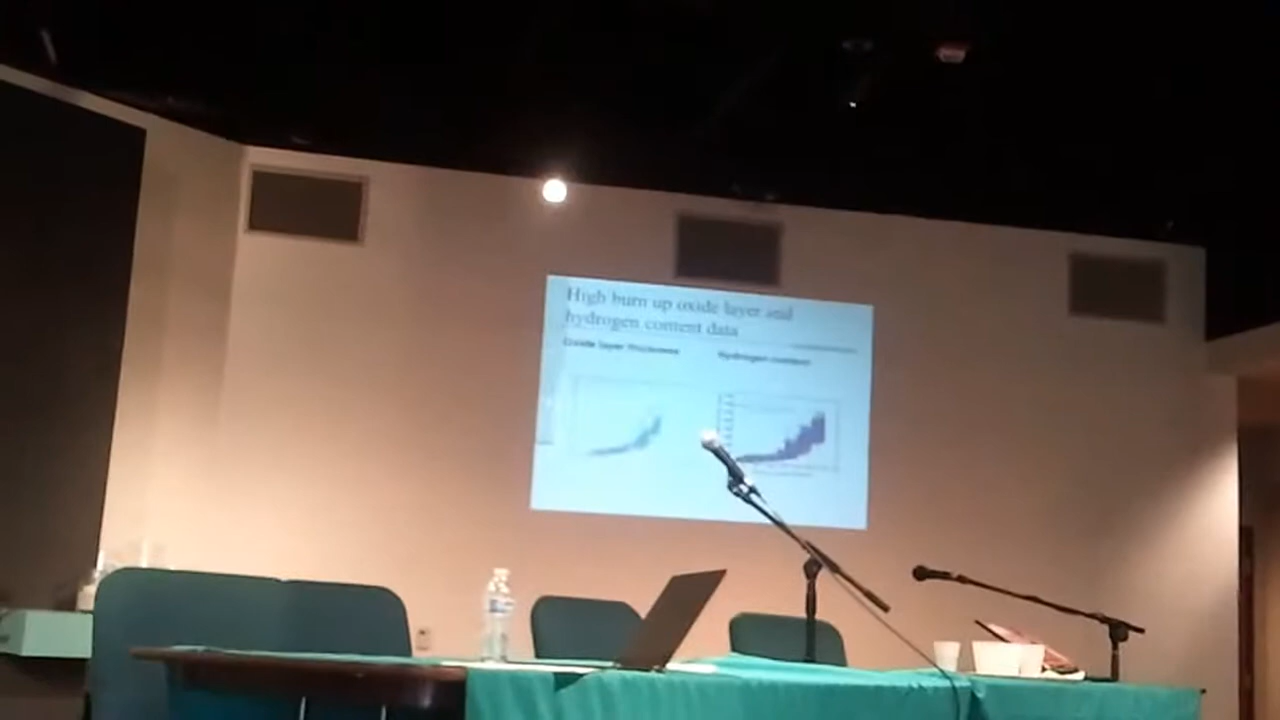 High burn up oxide layer and
hydrogen content data
Oxide layer thickness
Hydrogen content